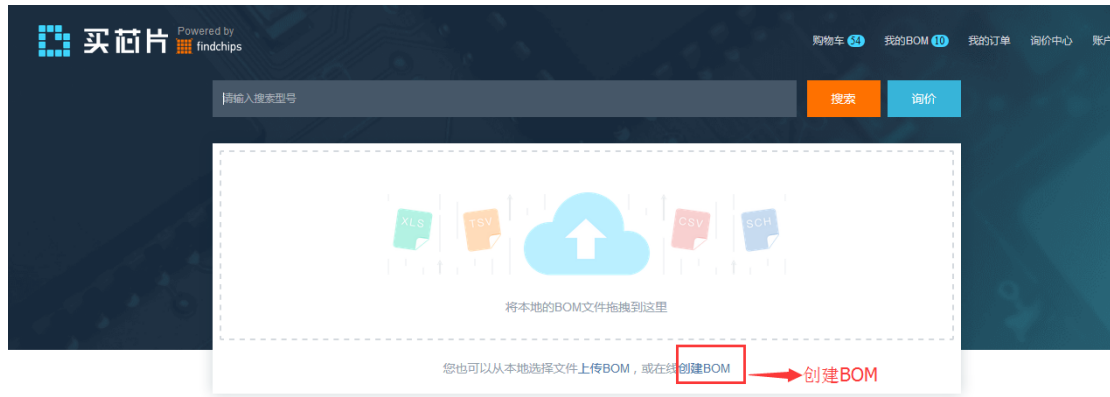 买芯片 Powered by
findchips
购物车 54 我的BOM 10 我的订单 询价中心 账户
请输入搜索型号 搜索 询价
XLS TSV CSV SCH
将本地的BOM文件拖拽到这里
您也可以从本地选择文件上传BOM，或在线创建BOM
创建BOM